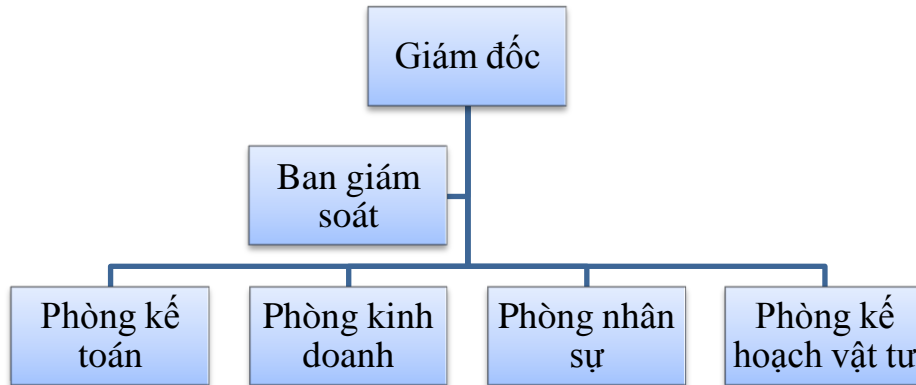 Giám đốc
Ban giám
soát
Phòng kế
toán
Phòng kinh
doanh
Phòng nhân
sự
Phòng kế
hoạch vật tư